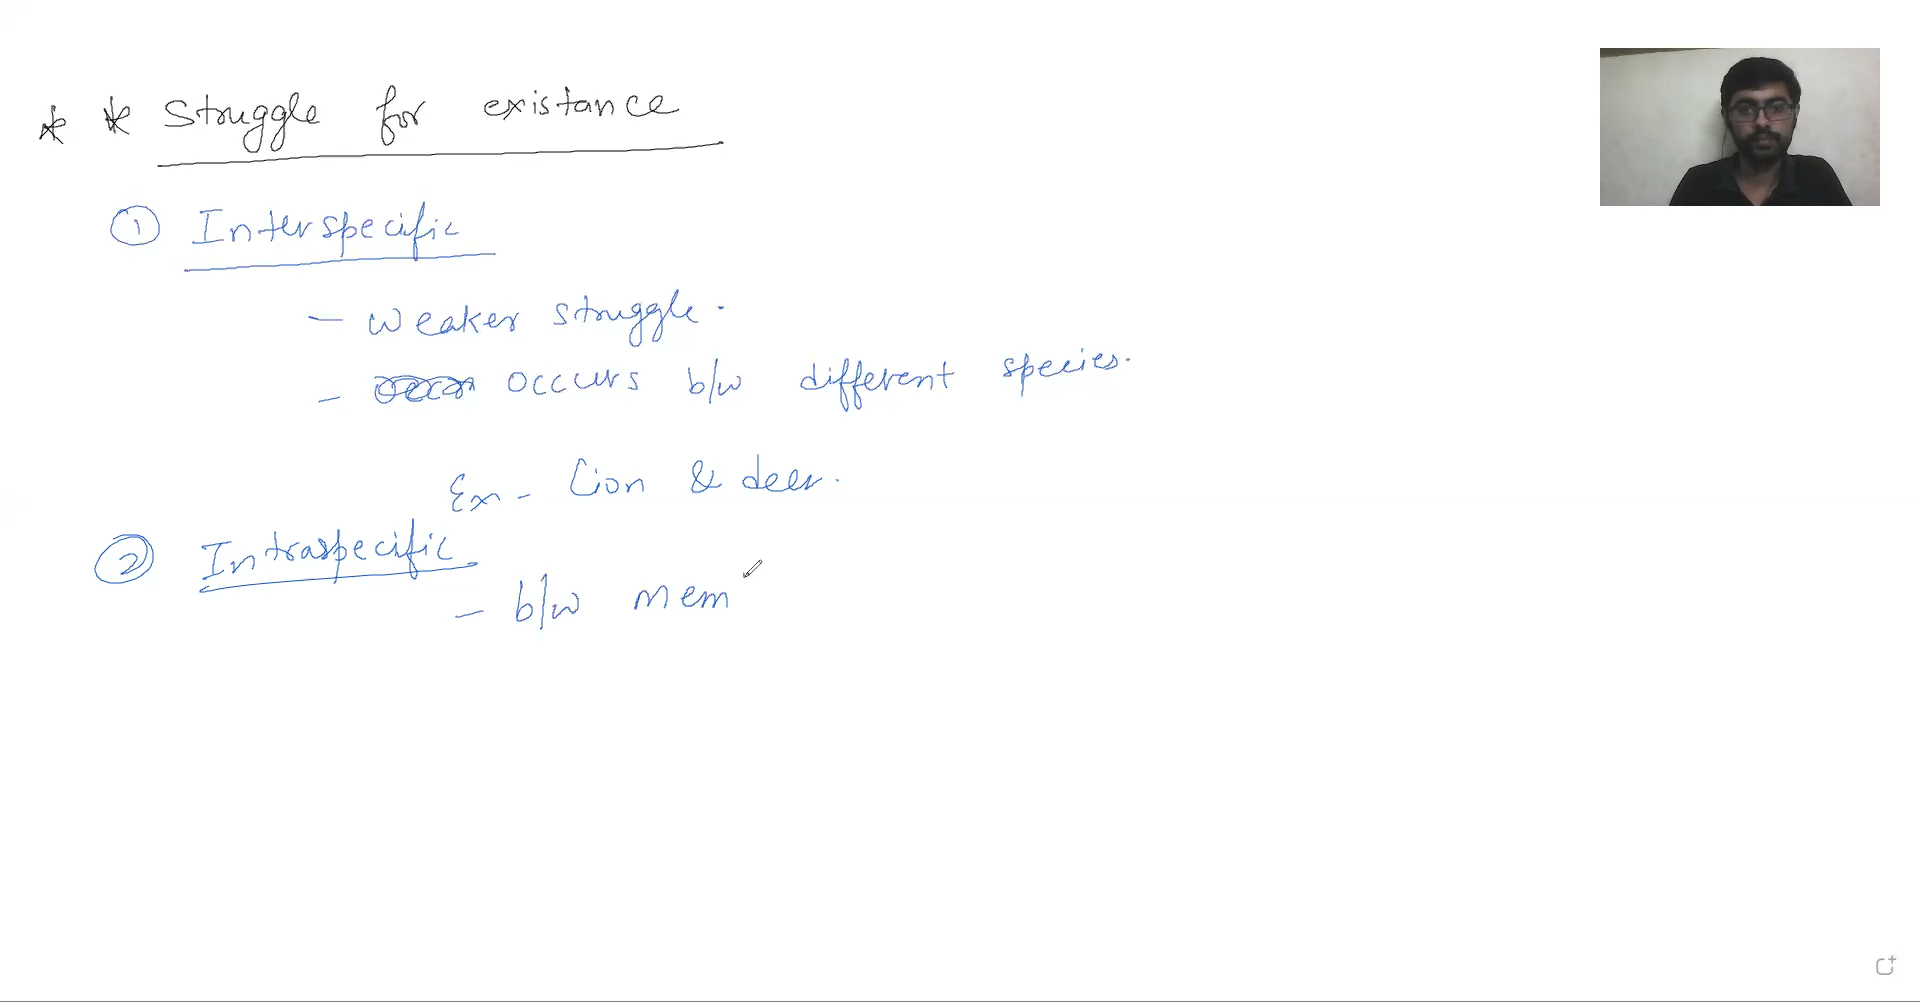 * * Struggle for existance
① Interspecific
- weaker struggle.
- occurs b/w different species.
Ex - Lion & deer.
② Intraspecific
- b/w mem